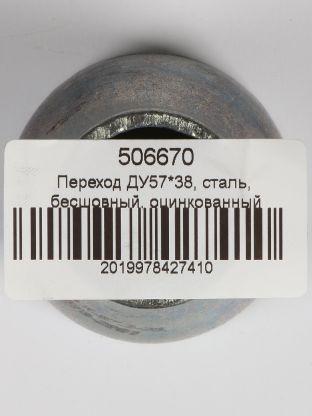 506670
Переход ДУ57*38, сталь,
бесшовный, оцинкованный
2019978427410